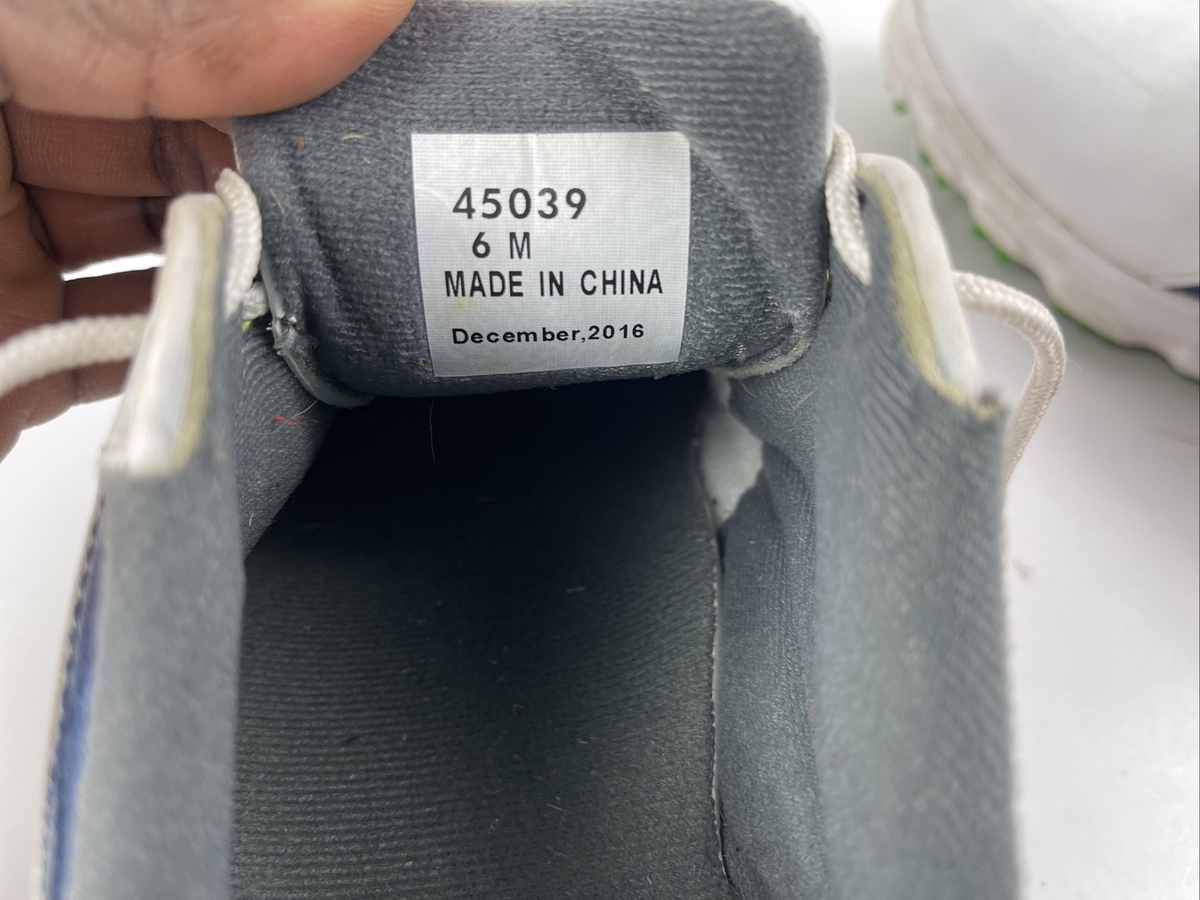 45039
6 M
MADE IN CHINA
December,2016